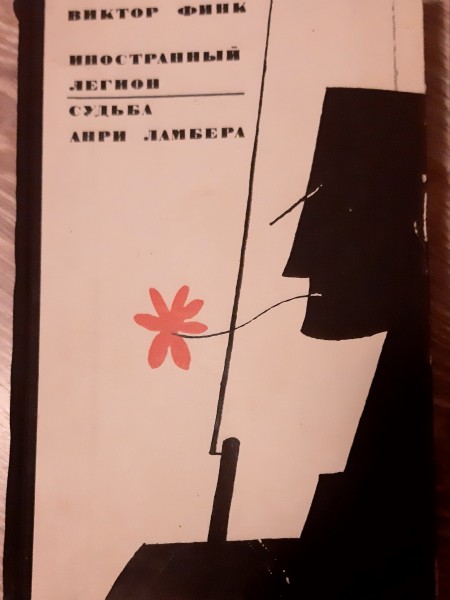 ВИКТОР ФИНК
ИНОСТРАННЫЙ
ЛЕГИОН
СУДЬБА
АНРИ ЛАМБЕРА